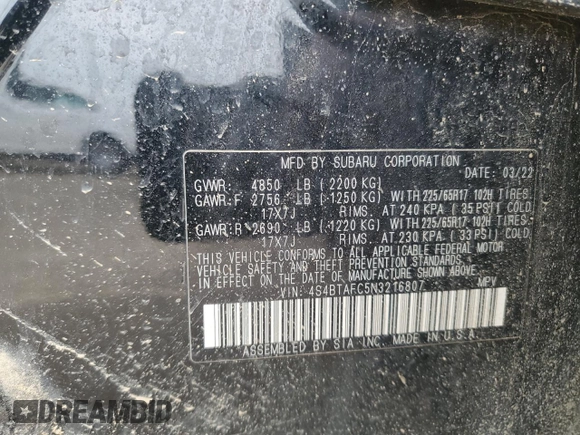 MFD BY SUBARU CORPORATION DATE: 03/22
GVWR: 4850 LB (2200 KG)
GAWR:F 2756 LB (1250 KG) WITH 225/65R17 102H TIRES.
17X7J RIMS. AT 240 KPA (35 PSI) COLD
GAWR:R 2690 LB (1220 KG) WITH 225/65R17 102H TIRES.
17X7J RIMS. AT 230 KPA (33 PSI) COLD.
THIS VEHICLE CONFORMS TO ALL APPLICABLE FEDERAL MOTOR
VEHICLE SAFETY AND THEFT PREVENTION STANDARDS
IN EFFECT ON THE DATE OF MANUFACTURE SHOWN ABOVE.
VIN: 4S4BTAFC5N3216807 MPV
ASSEMBLED BY SIA INC. MADE IN U.S.A.
DREAMBID